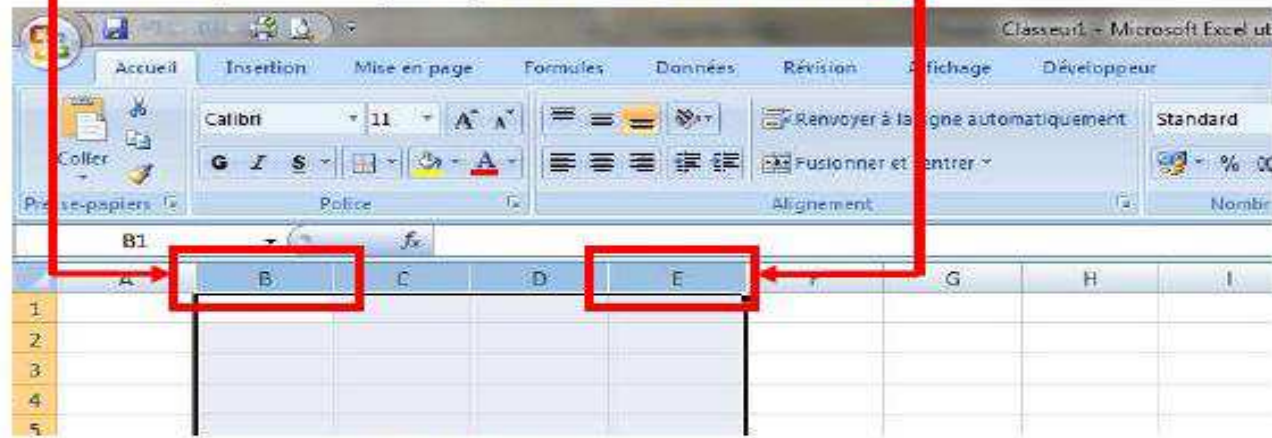 Classeur1 - Microsoft Excel
Accueil Insertion Mise en page Formules Données Révision Développeur
Calibri 11 Renvoyer à la ligne automatiquement Standard
Coller G I S A Fusionner et % 
Police Alignement
B1 fx
A B C D E F G H I
1
2
3
4
5